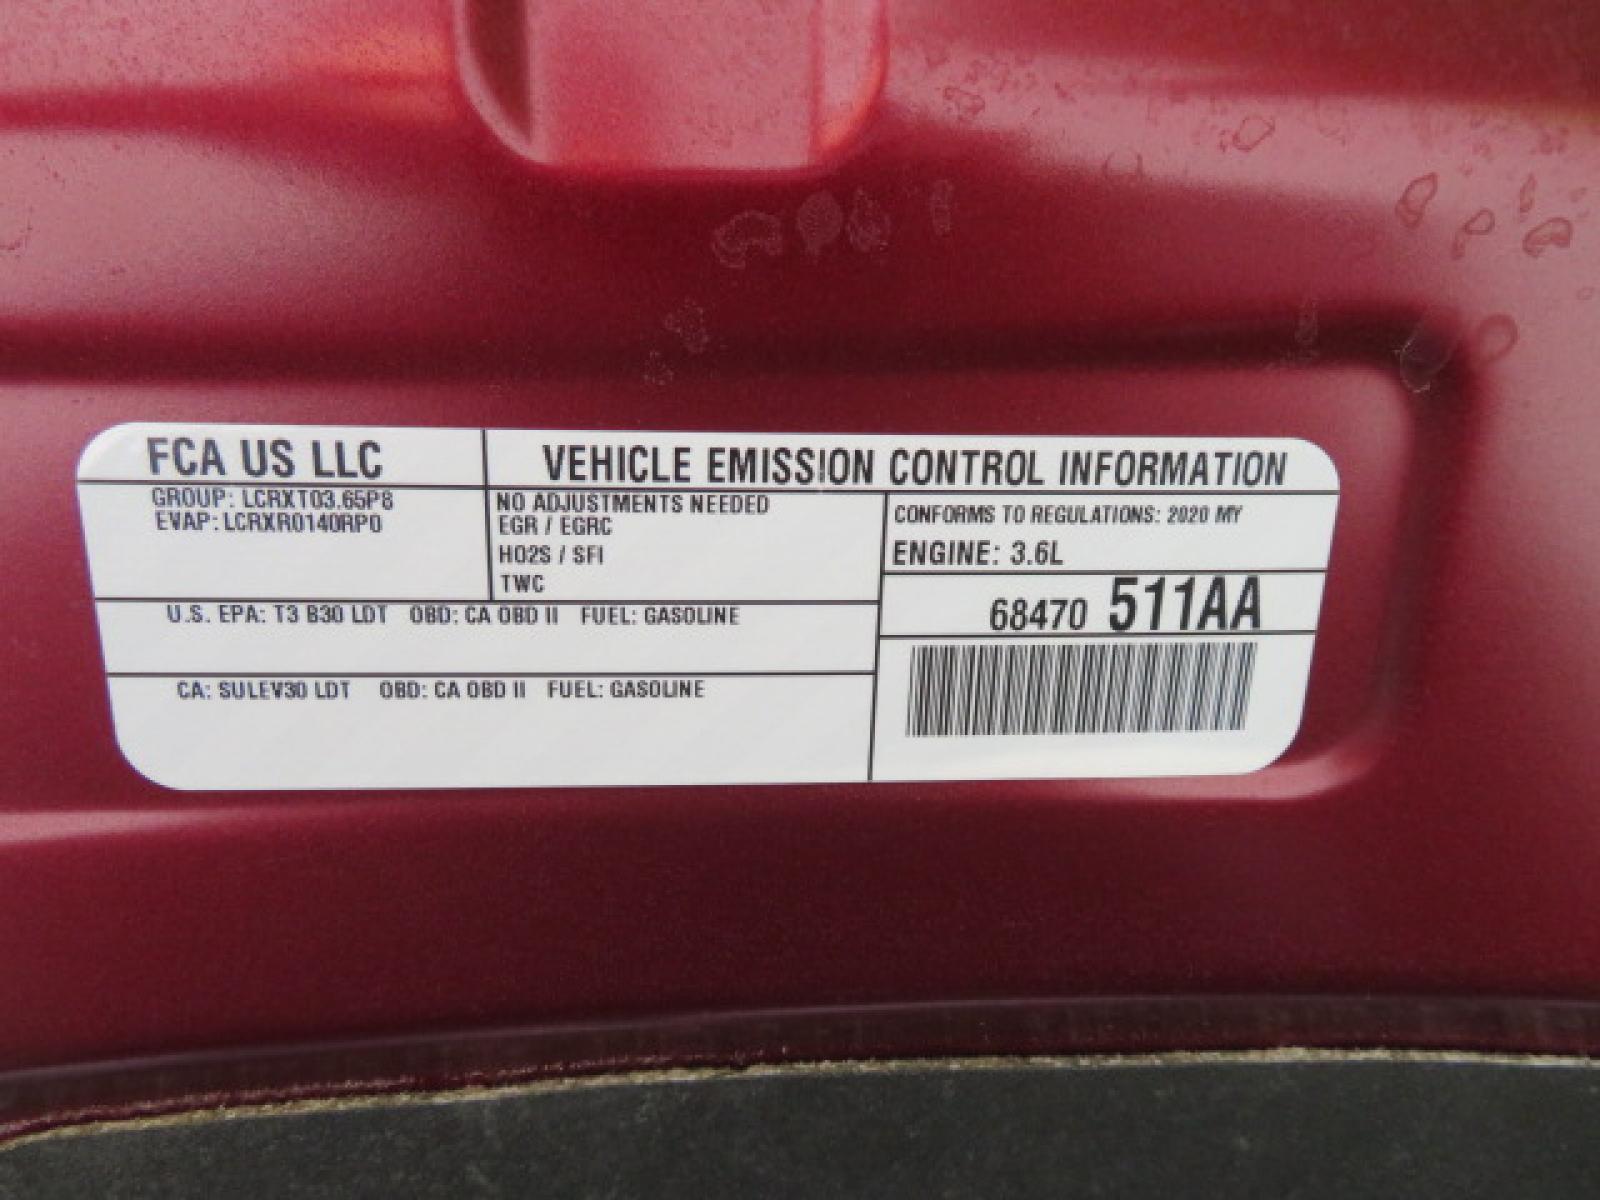 FCA US LLC
VEHICLE EMISSION CONTROL INFORMATION
GROUP: LCRXT03.65P8
EVAP: LCRXR0140RP0
NO ADJUSTMENTS NEEDED
EGR / EGRC
HO2S / SFI
TWC
CONFORMS TO REGULATIONS: 2020 MY
ENGINE: 3.6L
68470 511AA
U.S. EPA: T3 B30 LDT OBD: CA OBD II FUEL: GASOLINE
CA: SULEV30 LDT OBD: CA OBD II FUEL: GASOLINE